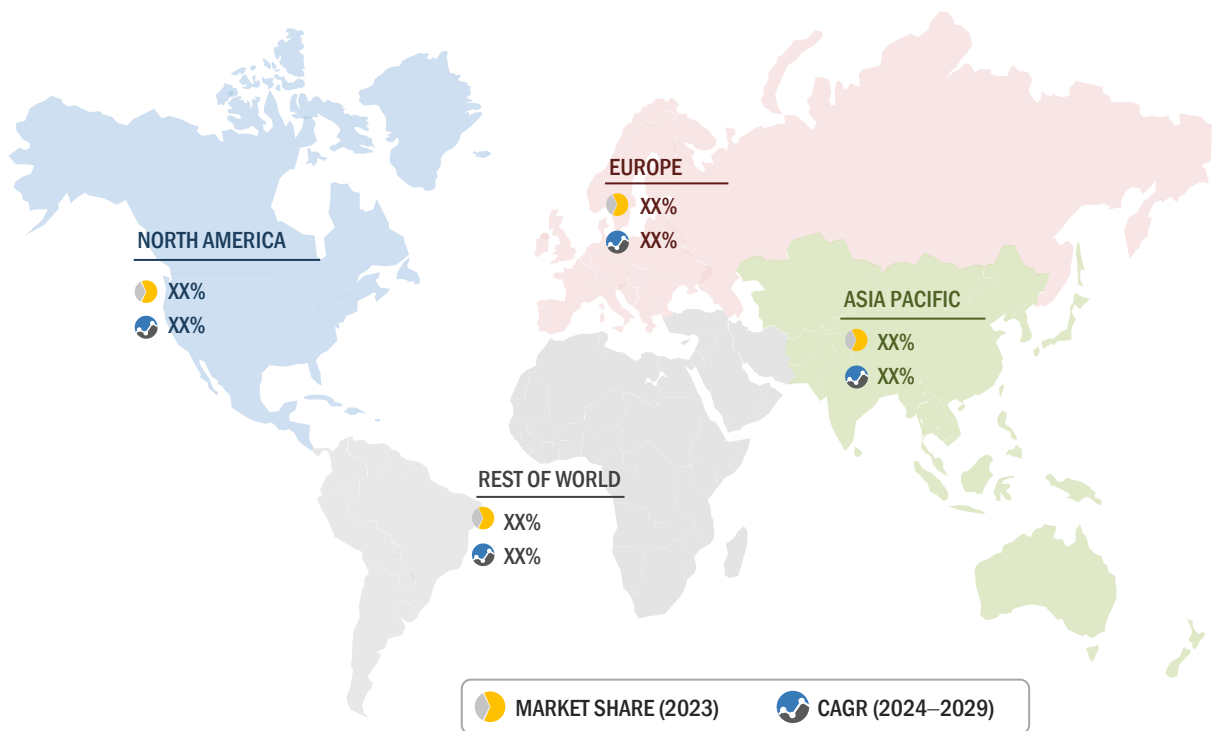 EUROPE
XX%
XX%
NORTH AMERICA
XX%
XX%
ASIA PACIFIC
XX%
XX%
REST OF WORLD
XX%
XX%
MARKET SHARE (2023) CAGR (2024–2029)